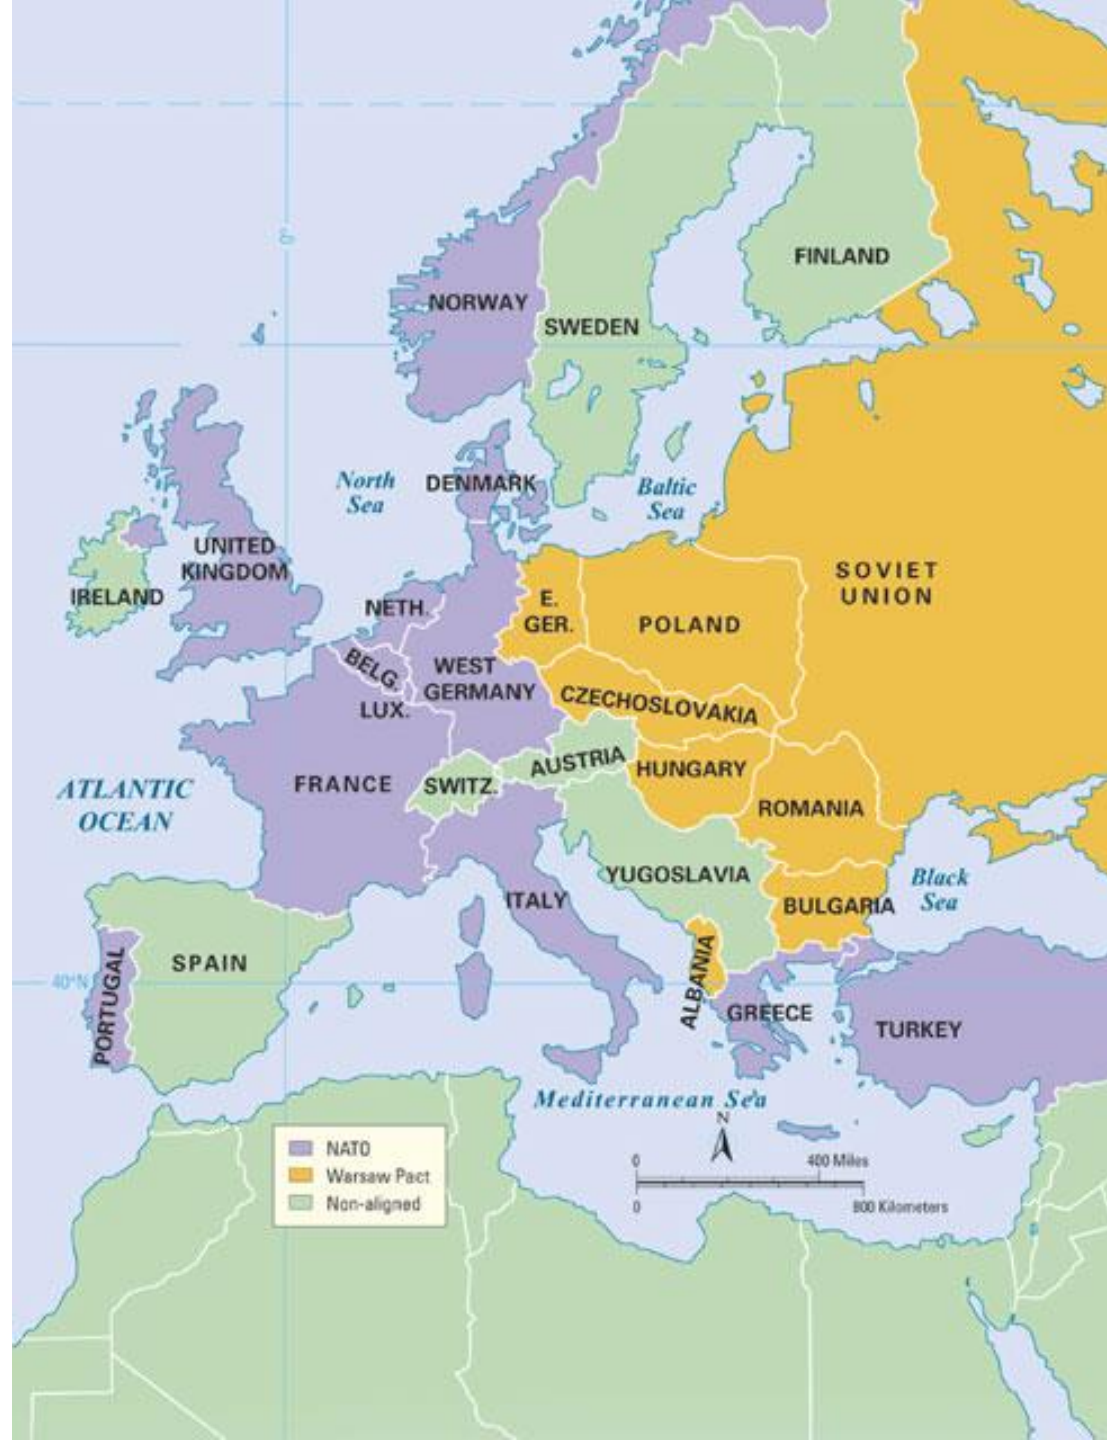 0°
NORWAY
FINLAND
SWEDEN
North
Sea
DENMARK
Baltic
Sea
UNITED
KINGDOM
IRELAND
NETH.
E.
GER.
POLAND
SOVIET
UNION
BELG.
WEST
GERMANY
LUX.
CZECHOSLOVAKIA
ATLANTIC
OCEAN
FRANCE
SWITZ.
AUSTRIA
HUNGARY
ROMANIA
YUGOSLAVIA
ITALY
BULGARIA
Black
Sea
40°N
PORTUGAL
SPAIN
ALBANIA
GREECE
TURKEY
Mediterranean Sea
NATO
Warsaw Pact
Non-aligned
N
0
400 Miles
0
800 Kilometers